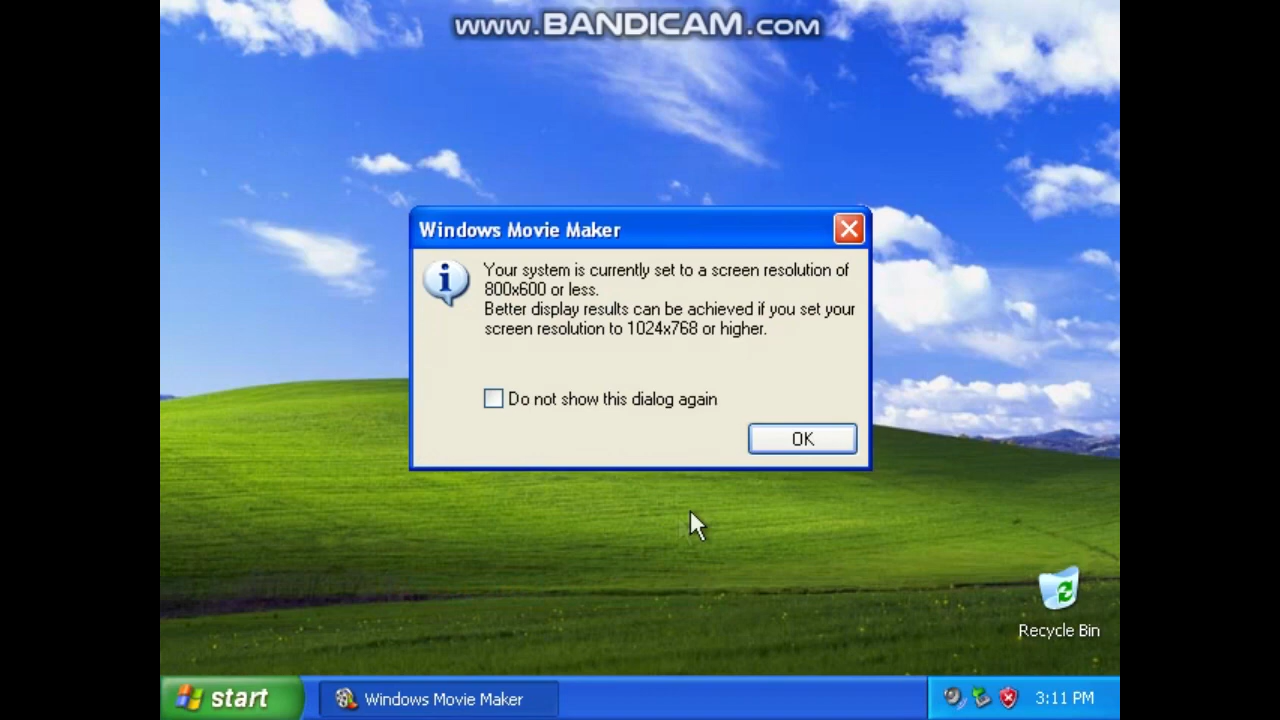 www.BANDICAM.com
Windows Movie Maker
Your system is currently set to a screen resolution of
800x600 or less.
Better display results can be achieved if you set your
screen resolution to 1024x768 or higher.
Do not show this dialog again
OK
Recycle Bin
start
Windows Movie Maker
3:11 PM